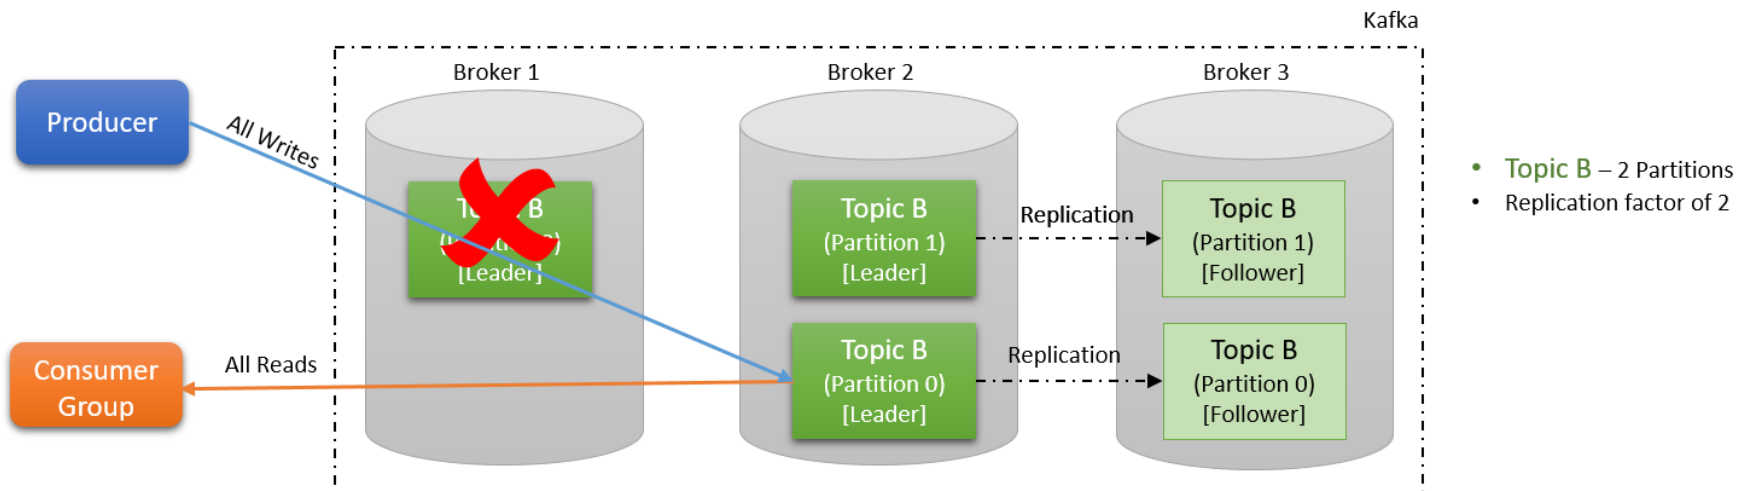 Kafka
Broker 1
Broker 2
Broker 3
Producer
All Writes
B
[Leader]
Topic B
(Partition 1)
[Leader]
Replication
Topic B
(Partition 1)
[Follower]
• Topic B – 2 Partitions
• Replication factor of 2
Consumer
Group
All Reads
Topic B
(Partition 0)
[Leader]
Replication
Topic B
(Partition 0)
[Follower]